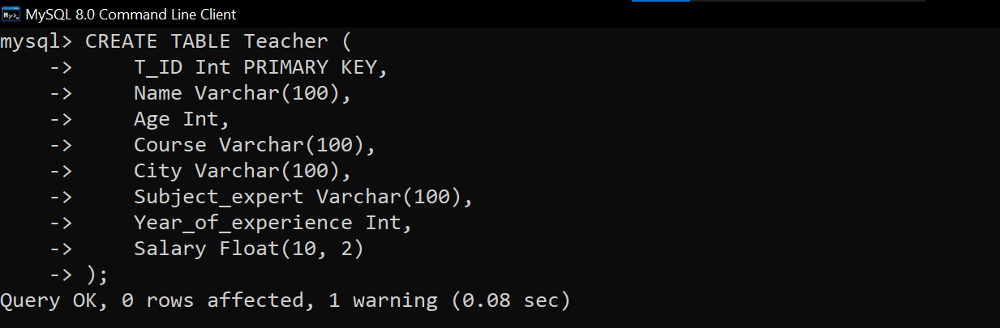 MySQL 8.0 Command Line Client
mysql> CREATE TABLE Teacher (
    ->     T_ID Int PRIMARY KEY,
    ->     Name Varchar(100),
    ->     Age Int,
    ->     Course Varchar(100),
    ->     City Varchar(100),
    ->     Subject_expert Varchar(100),
    ->     Year_of_experience Int,
    ->     Salary Float(10, 2)
    -> );
Query OK, 0 rows affected, 1 warning (0.08 sec)